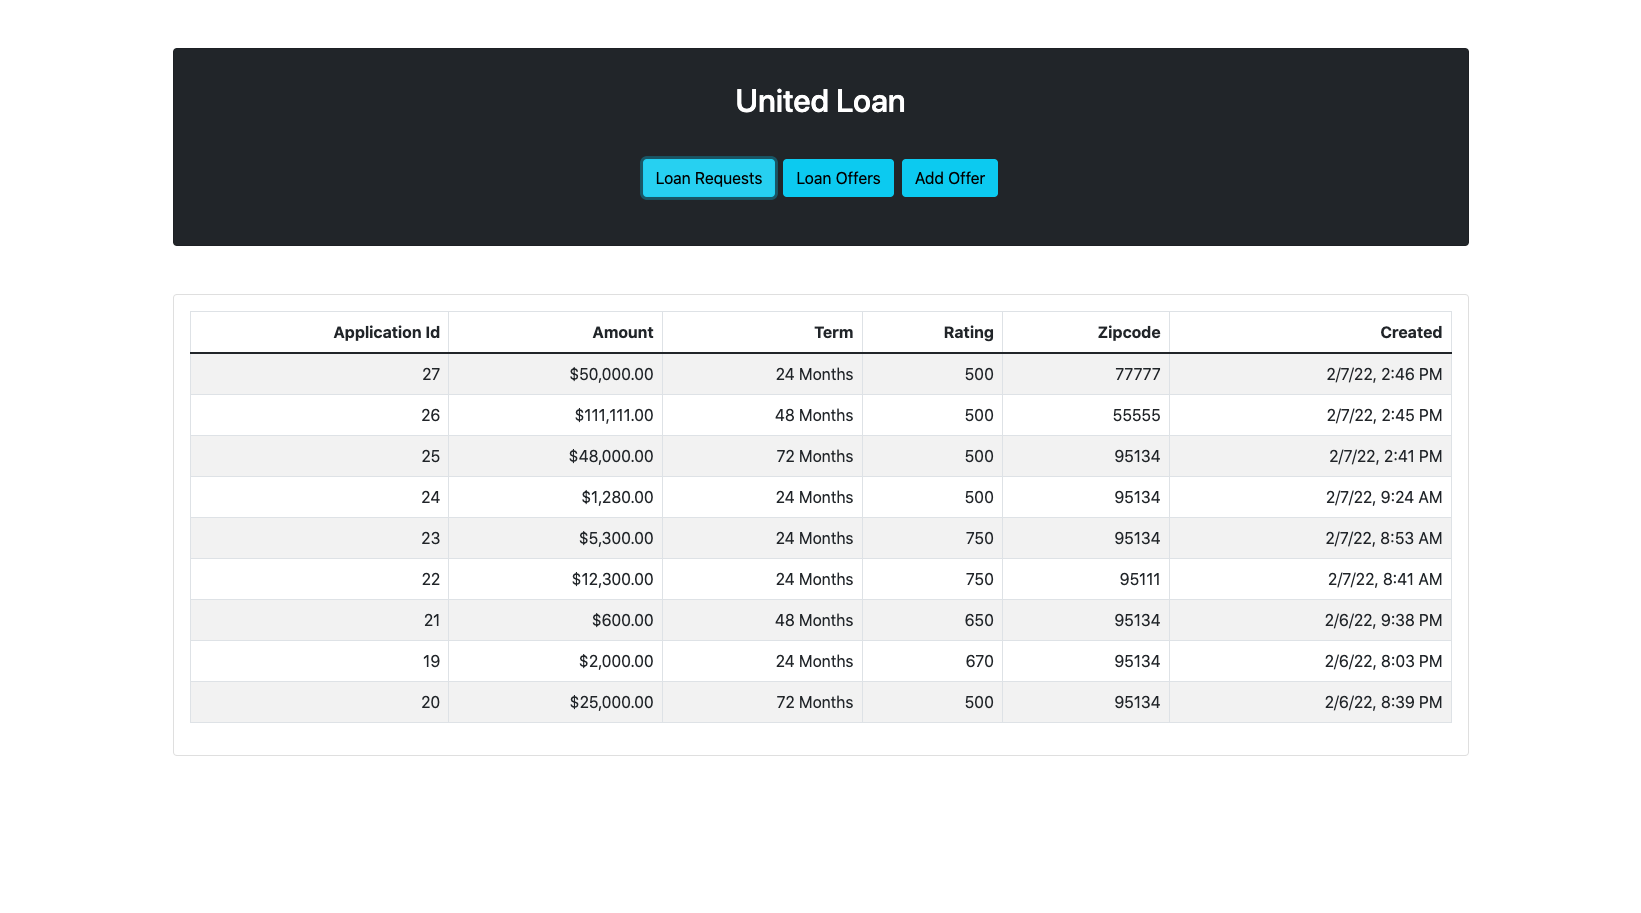 United Loan
Loan Requests Loan Offers Add Offer
Application Id Amount Term Rating Zipcode Created
27 $50,000.00 24 Months 500 77777 2/7/22, 2:46 PM
26 $111,111.00 48 Months 500 55555 2/7/22, 2:45 PM
25 $48,000.00 72 Months 500 95134 2/7/22, 2:41 PM
24 $1,280.00 24 Months 500 95134 2/7/22, 9:24 AM
23 $5,300.00 24 Months 750 95134 2/7/22, 8:53 AM
22 $12,300.00 24 Months 750 95111 2/7/22, 8:41 AM
21 $600.00 48 Months 650 95134 2/6/22, 9:38 PM
19 $2,000.00 24 Months 670 95134 2/6/22, 8:03 PM
20 $25,000.00 72 Months 500 95134 2/6/22, 8:39 PM